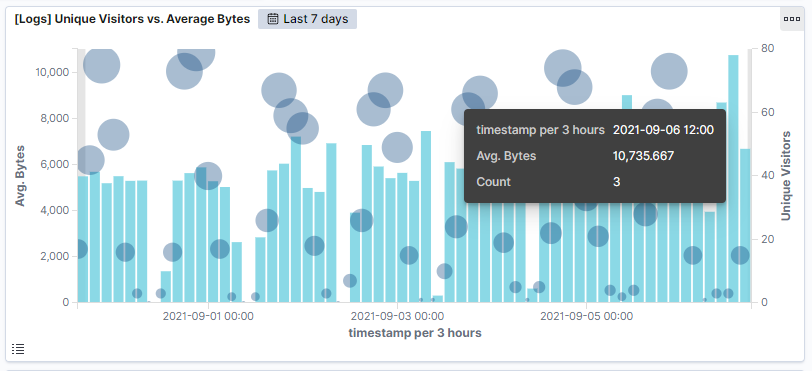 [Logs] Unique Visitors vs. Average Bytes Last 7 days
10,000
8,000
6,000
4,000
2,000
0
Avg. Bytes
80
60
40
20
0
Unique Visitors
timestamp per 3 hours 2021-09-06 12:00
Avg. Bytes 10,735.667
Count 3
2021-09-01 00:00 2021-09-03 00:00 2021-09-05 00:00
timestamp per 3 hours